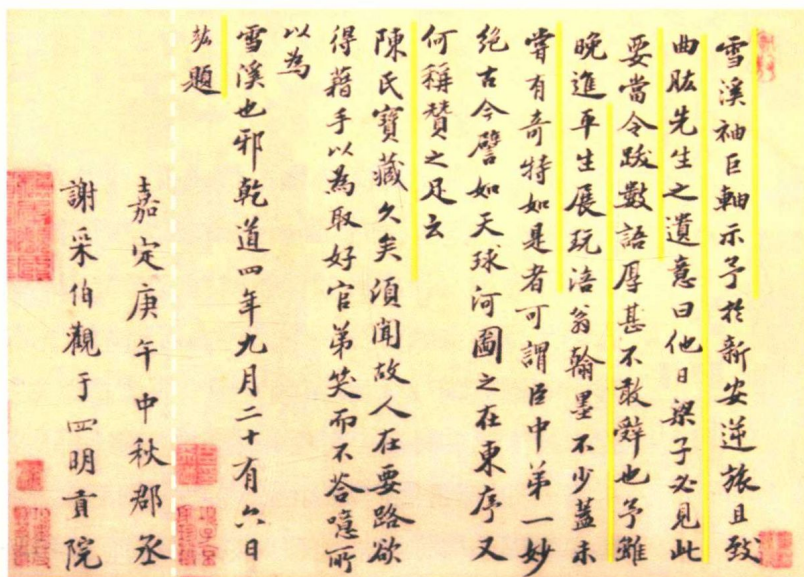 雪溪袖巨軸示予於新安逆旅且致
曲肱先生之遺意曰他日梁子必見此
要當令跋數語厚甚不敢辭也予雖
晚進平生展玩涪翁翰墨不少蓋未
嘗有奇特如是者可謂臣中第一妙
絕古今譬如天球河圖之在東序又
何稱贊之足云
陳氏寶藏久矣須聞故人在要路欲
得藉手以為取好官第笑而不答噫所
以為
雪溪也邪乾道四年九月二十有六日
題
嘉定庚午中秋郡丞
謝采伯觀于四明貢院